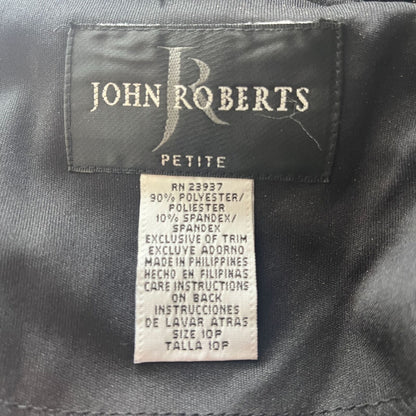 JR
JOHN ROBERTS
PETITE
RN 23937
90% POLYESTER/
POLIESTER
10% SPANDEX/
SPANDEX
EXCLUSIVE OF TRIM
EXCLUYE ADORNO
MADE IN PHILIPPINES
HECHO EN FILIPINAS
CARE INSTRUCTIONS
ON BACK
INSTRUCCIONES
DE LAVAR ATRAS
SIZE 10P
TALLA 10P